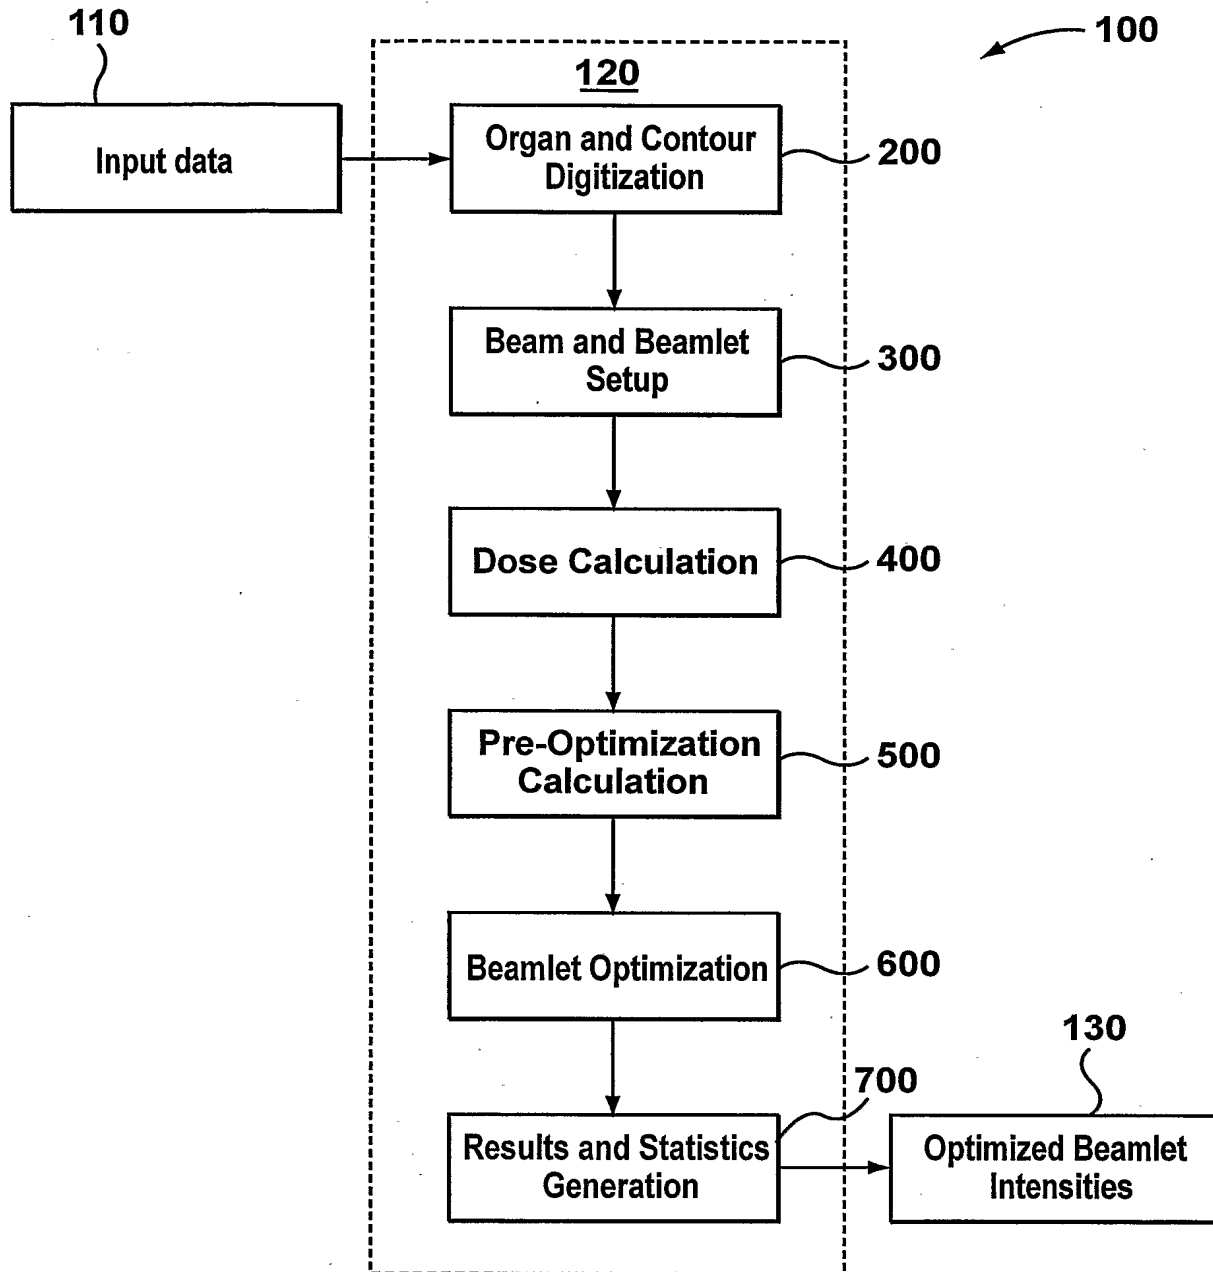 110
100
120
Input data
Organ and Contour
Digitization
200
Beam and Beamlet
Setup
300
Dose Calculation
400
Pre-Optimization
Calculation
500
Beamlet Optimization
600
130
700
Results and Statistics
Generation
Optimized Beamlet
Intensities